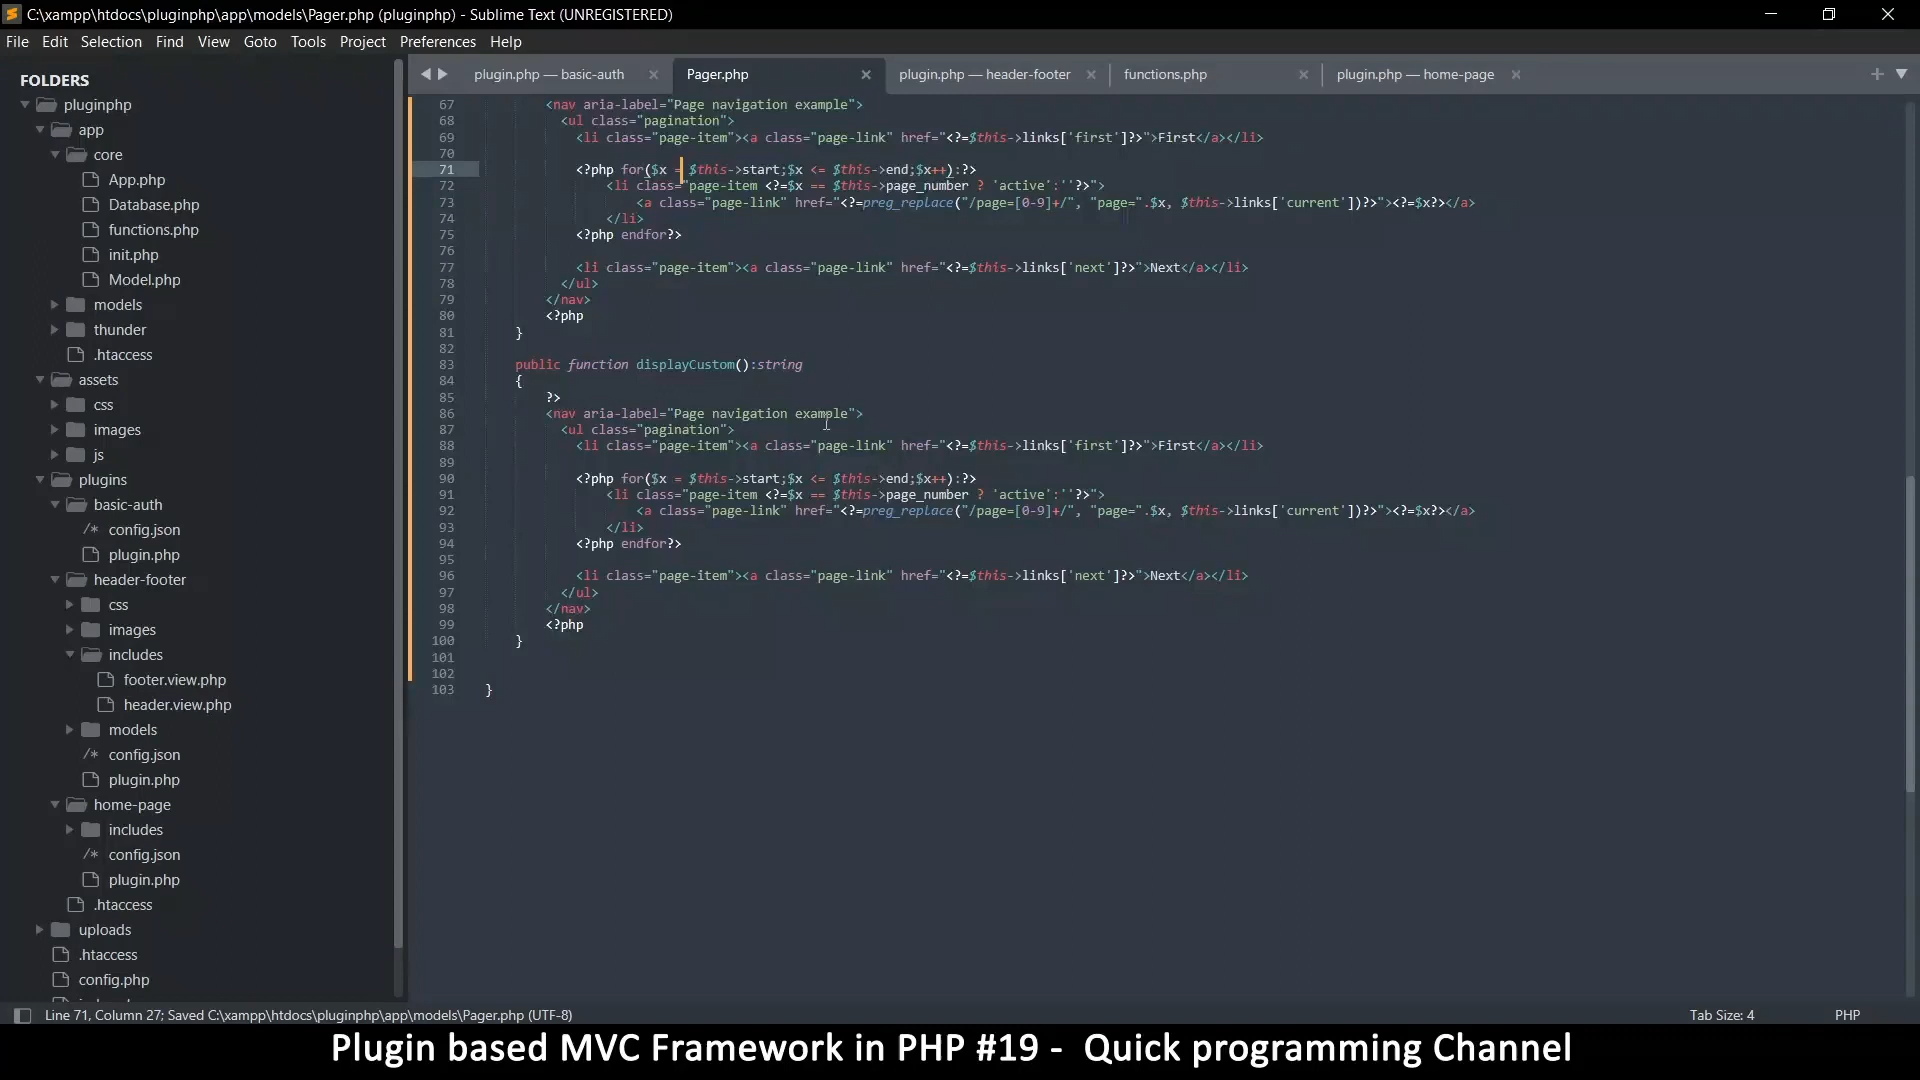 C:\xampp\htdocs\pluginphp\app\models\Pager.php (pluginphp) - Sublime Text (UNREGISTERED)
File Edit Selection Find View Goto Tools Project Preferences Help
FOLDERS
pluginphp
app
core
App.php
Database.php
functions.php
init.php
Model.php
models
thunder
.htaccess
assets
css
images
js
plugins
basic-auth
/* config.json
plugin.php
header-footer
css
images
includes
footer.view.php
header.view.php
models
/* config.json
plugin.php
home-page
includes
/* config.json
plugin.php
.htaccess
uploads
.htaccess
config.php
plugin.php — basic-auth Pager.php plugin.php — header-footer functions.php plugin.php — home-page
67 <nav aria-label="Page navigation example">
68 <ul class="pagination">
69 <li class="page-item"><a class="page-link" href="<?=$this->links['first']?>">First</a></li>
70
71 <?php for($x = $this->start;$x <= $this->end;$x++):?>
72 <li class="page-item <?=$x == $this->page_number ? 'active':''?>">
73 <a class="page-link" href="<?=preg_replace("/page=[0-9]+/", "page=".$x, $this->links['current'])?>"><?=$x?></a>
74 </li>
75 <?php endfor?>
76
77 <li class="page-item"><a class="page-link" href="<?=$this->links['next']?>">Next</a></li>
78 </ul>
79 </nav>
80 <?php
81 }
82
83 public function displayCustom():string
84 {
85 ?>
86 <nav aria-label="Page navigation example">
87 <ul class="pagination">
88 <li class="page-item"><a class="page-link" href="<?=$this->links['first']?>">First</a></li>
89
90 <?php for($x = $this->start;$x <= $this->end;$x++):?>
91 <li class="page-item <?=$x == $this->page_number ? 'active':''?>">
92 <a class="page-link" href="<?=preg_replace("/page=[0-9]+/", "page=".$x, $this->links['current'])?>"><?=$x?></a>
93 </li>
94 <?php endfor?>
95
96 <li class="page-item"><a class="page-link" href="<?=$this->links['next']?>">Next</a></li>
97 </ul>
98 </nav>
99 <?php
100 }
101
102
103 }
Line 71, Column 27; Saved C:\xampp\htdocs\pluginphp\app\models\Pager.php (UTF-8) Tab Size: 4 PHP
Plugin based MVC Framework in PHP #19 - Quick programming Channel